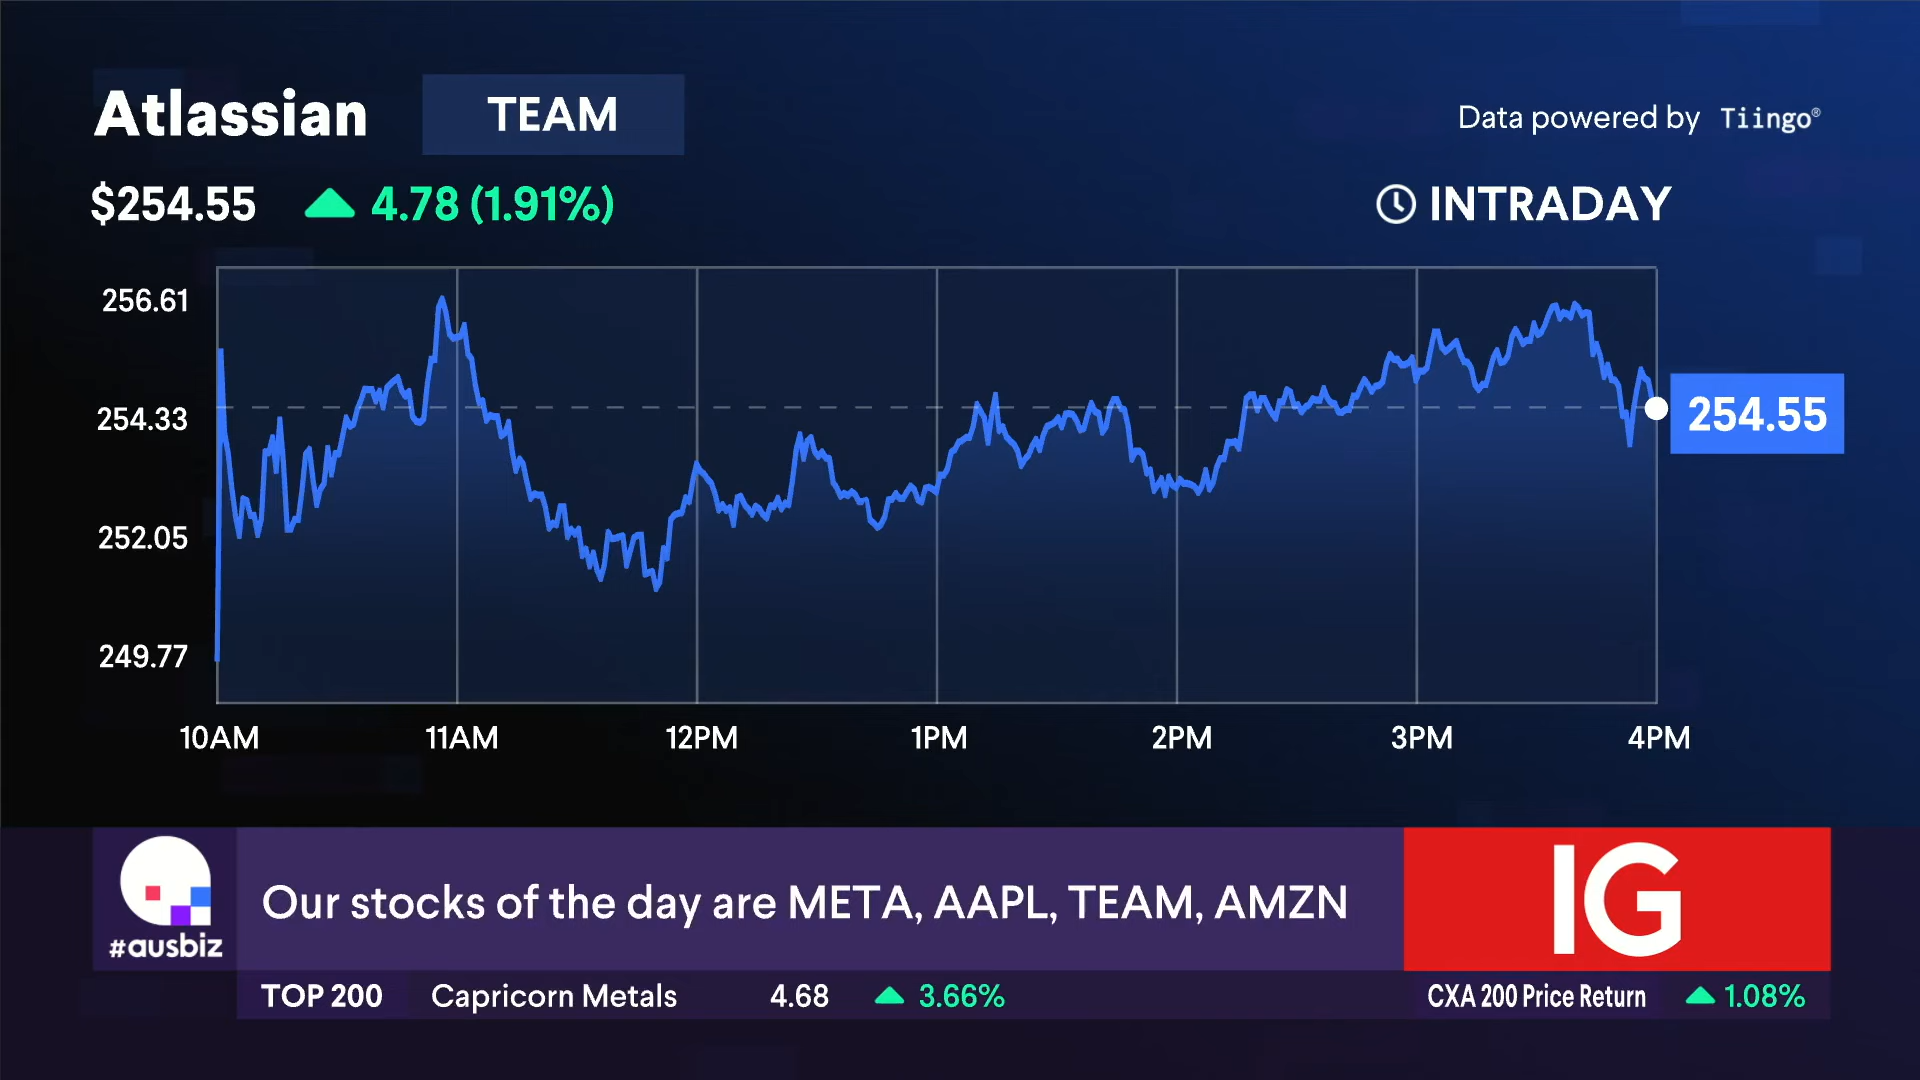 Atlassian TEAM
Data powered by Tiingo®
$254.55 4.78 (1.91%)
INTRADAY
256.61
254.33
252.05
249.77
254.55
10AM 11AM 12PM 1PM 2PM 3PM 4PM
#ausbiz
Our stocks of the day are META, AAPL, TEAM, AMZN
IG
TOP 200 Capricorn Metals 4.68 3.66%
CXA 200 Price Return 1.08%